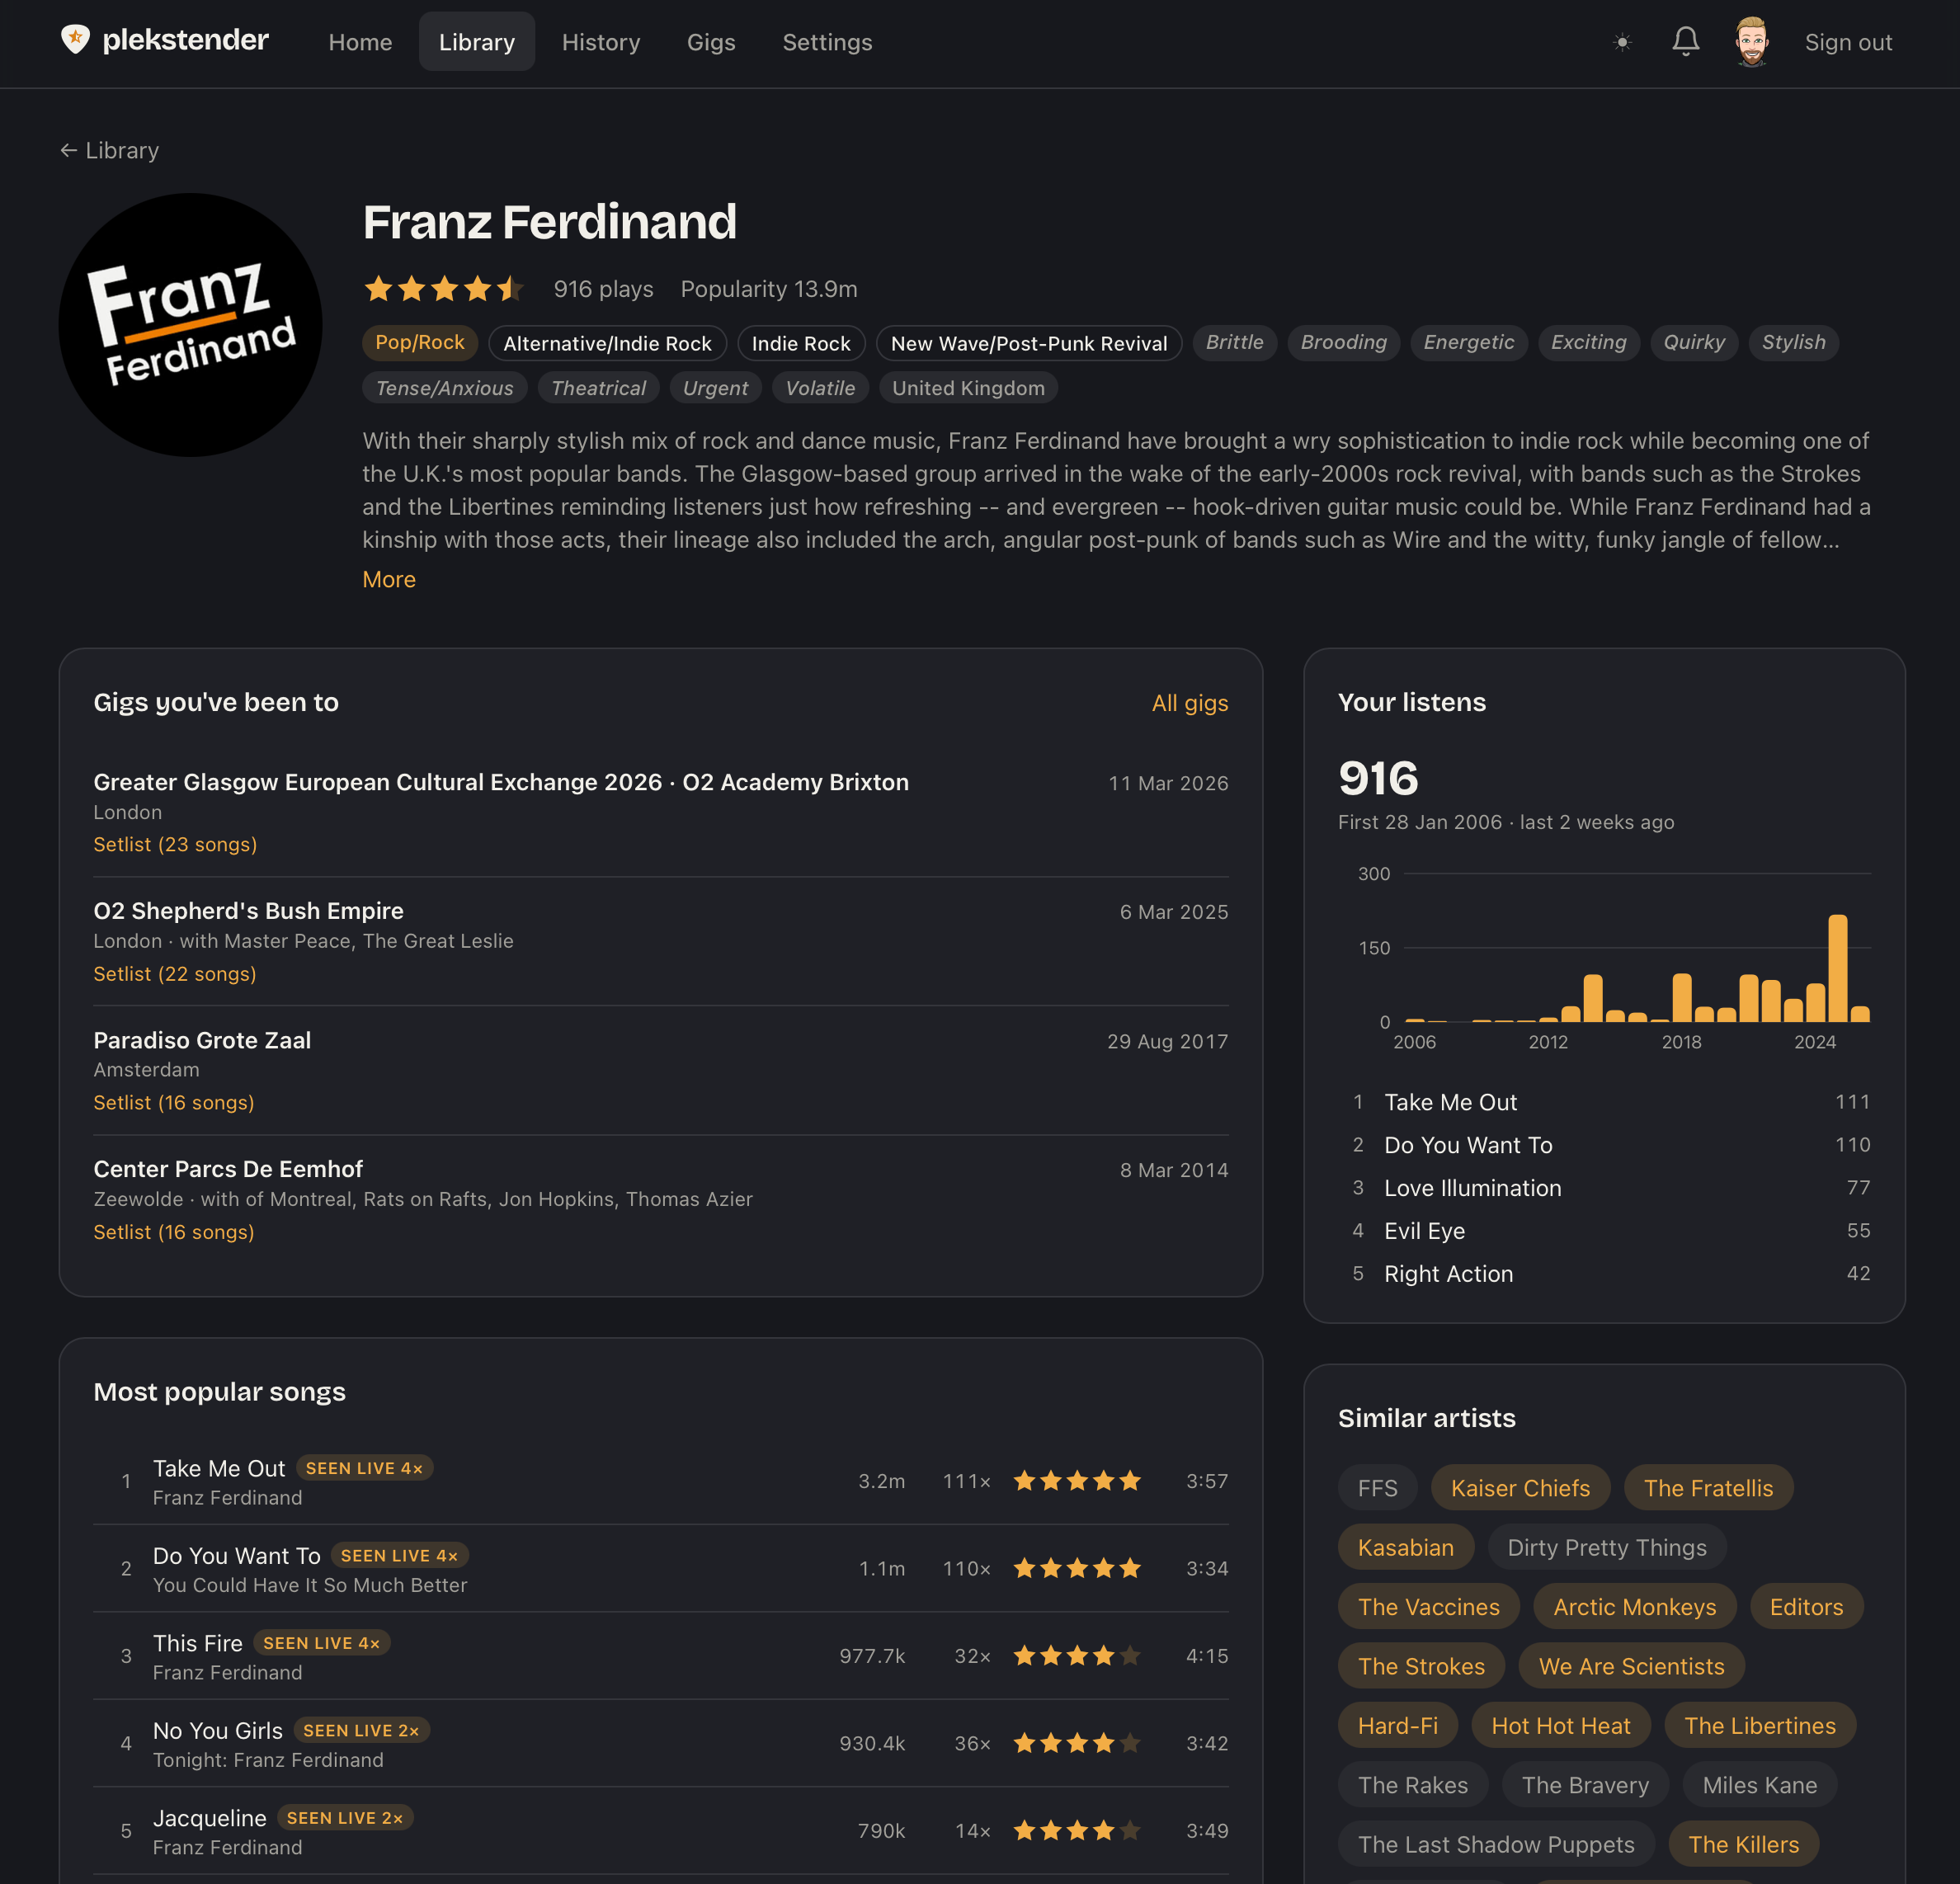 plekstender
Home
Library
History
Gigs
Settings
Sign out
← Library
Franz
Ferdinand
Franz Ferdinand
916 plays
Popularity 13.9m
Pop/Rock
Alternative/Indie Rock
Indie Rock
New Wave/Post-Punk Revival
Brittle
Brooding
Energetic
Exciting
Quirky
Stylish
Tense/Anxious
Theatrical
Urgent
Volatile
United Kingdom
With their sharply stylish mix of rock and dance music, Franz Ferdinand have brought a wry sophistication to indie rock while becoming one of
the U.K.'s most popular bands. The Glasgow-based group arrived in the wake of the early-2000s rock revival, with bands such as the Strokes
and the Libertines reminding listeners just how refreshing -- and evergreen -- hook-driven guitar music could be. While Franz Ferdinand had a
kinship with those acts, their lineage also included the arch, angular post-punk of bands such as Wire and the witty, funky jangle of fellow...
More
Gigs you've been to
All gigs
Greater Glasgow European Cultural Exchange 2026 · O2 Academy Brixton
11 Mar 2026
London
Setlist (23 songs)
O2 Shepherd's Bush Empire
6 Mar 2025
London · with Master Peace, The Great Leslie
Setlist (22 songs)
Paradiso Grote Zaal
29 Aug 2017
Amsterdam
Setlist (16 songs)
Center Parcs De Eemhof
8 Mar 2014
Zeewolde · with of Montreal, Rats on Rafts, Jon Hopkins, Thomas Azier
Setlist (16 songs)
Your listens
916
First 28 Jan 2006 · last 2 weeks ago
300
150
0
2006
2012
2018
2024
1 Take Me Out 111
2 Do You Want To 110
3 Love Illumination 77
4 Evil Eye 55
5 Right Action 42
Most popular songs
1 Take Me Out SEEN LIVE 4× 3.2m 111× 3:57
Franz Ferdinand
2 Do You Want To SEEN LIVE 4× 1.1m 110× 3:34
You Could Have It So Much Better
3 This Fire SEEN LIVE 4× 977.7k 32× 4:15
Franz Ferdinand
4 No You Girls SEEN LIVE 2× 930.4k 36× 3:42
Tonight: Franz Ferdinand
5 Jacqueline SEEN LIVE 2× 790k 14× 3:49
Franz Ferdinand
Similar artists
FFS
Kaiser Chiefs
The Fratellis
Kasabian
Dirty Pretty Things
The Vaccines
Arctic Monkeys
Editors
The Strokes
We Are Scientists
Hard-Fi
Hot Hot Heat
The Libertines
The Rakes
The Bravery
Miles Kane
The Last Shadow Puppets
The Killers